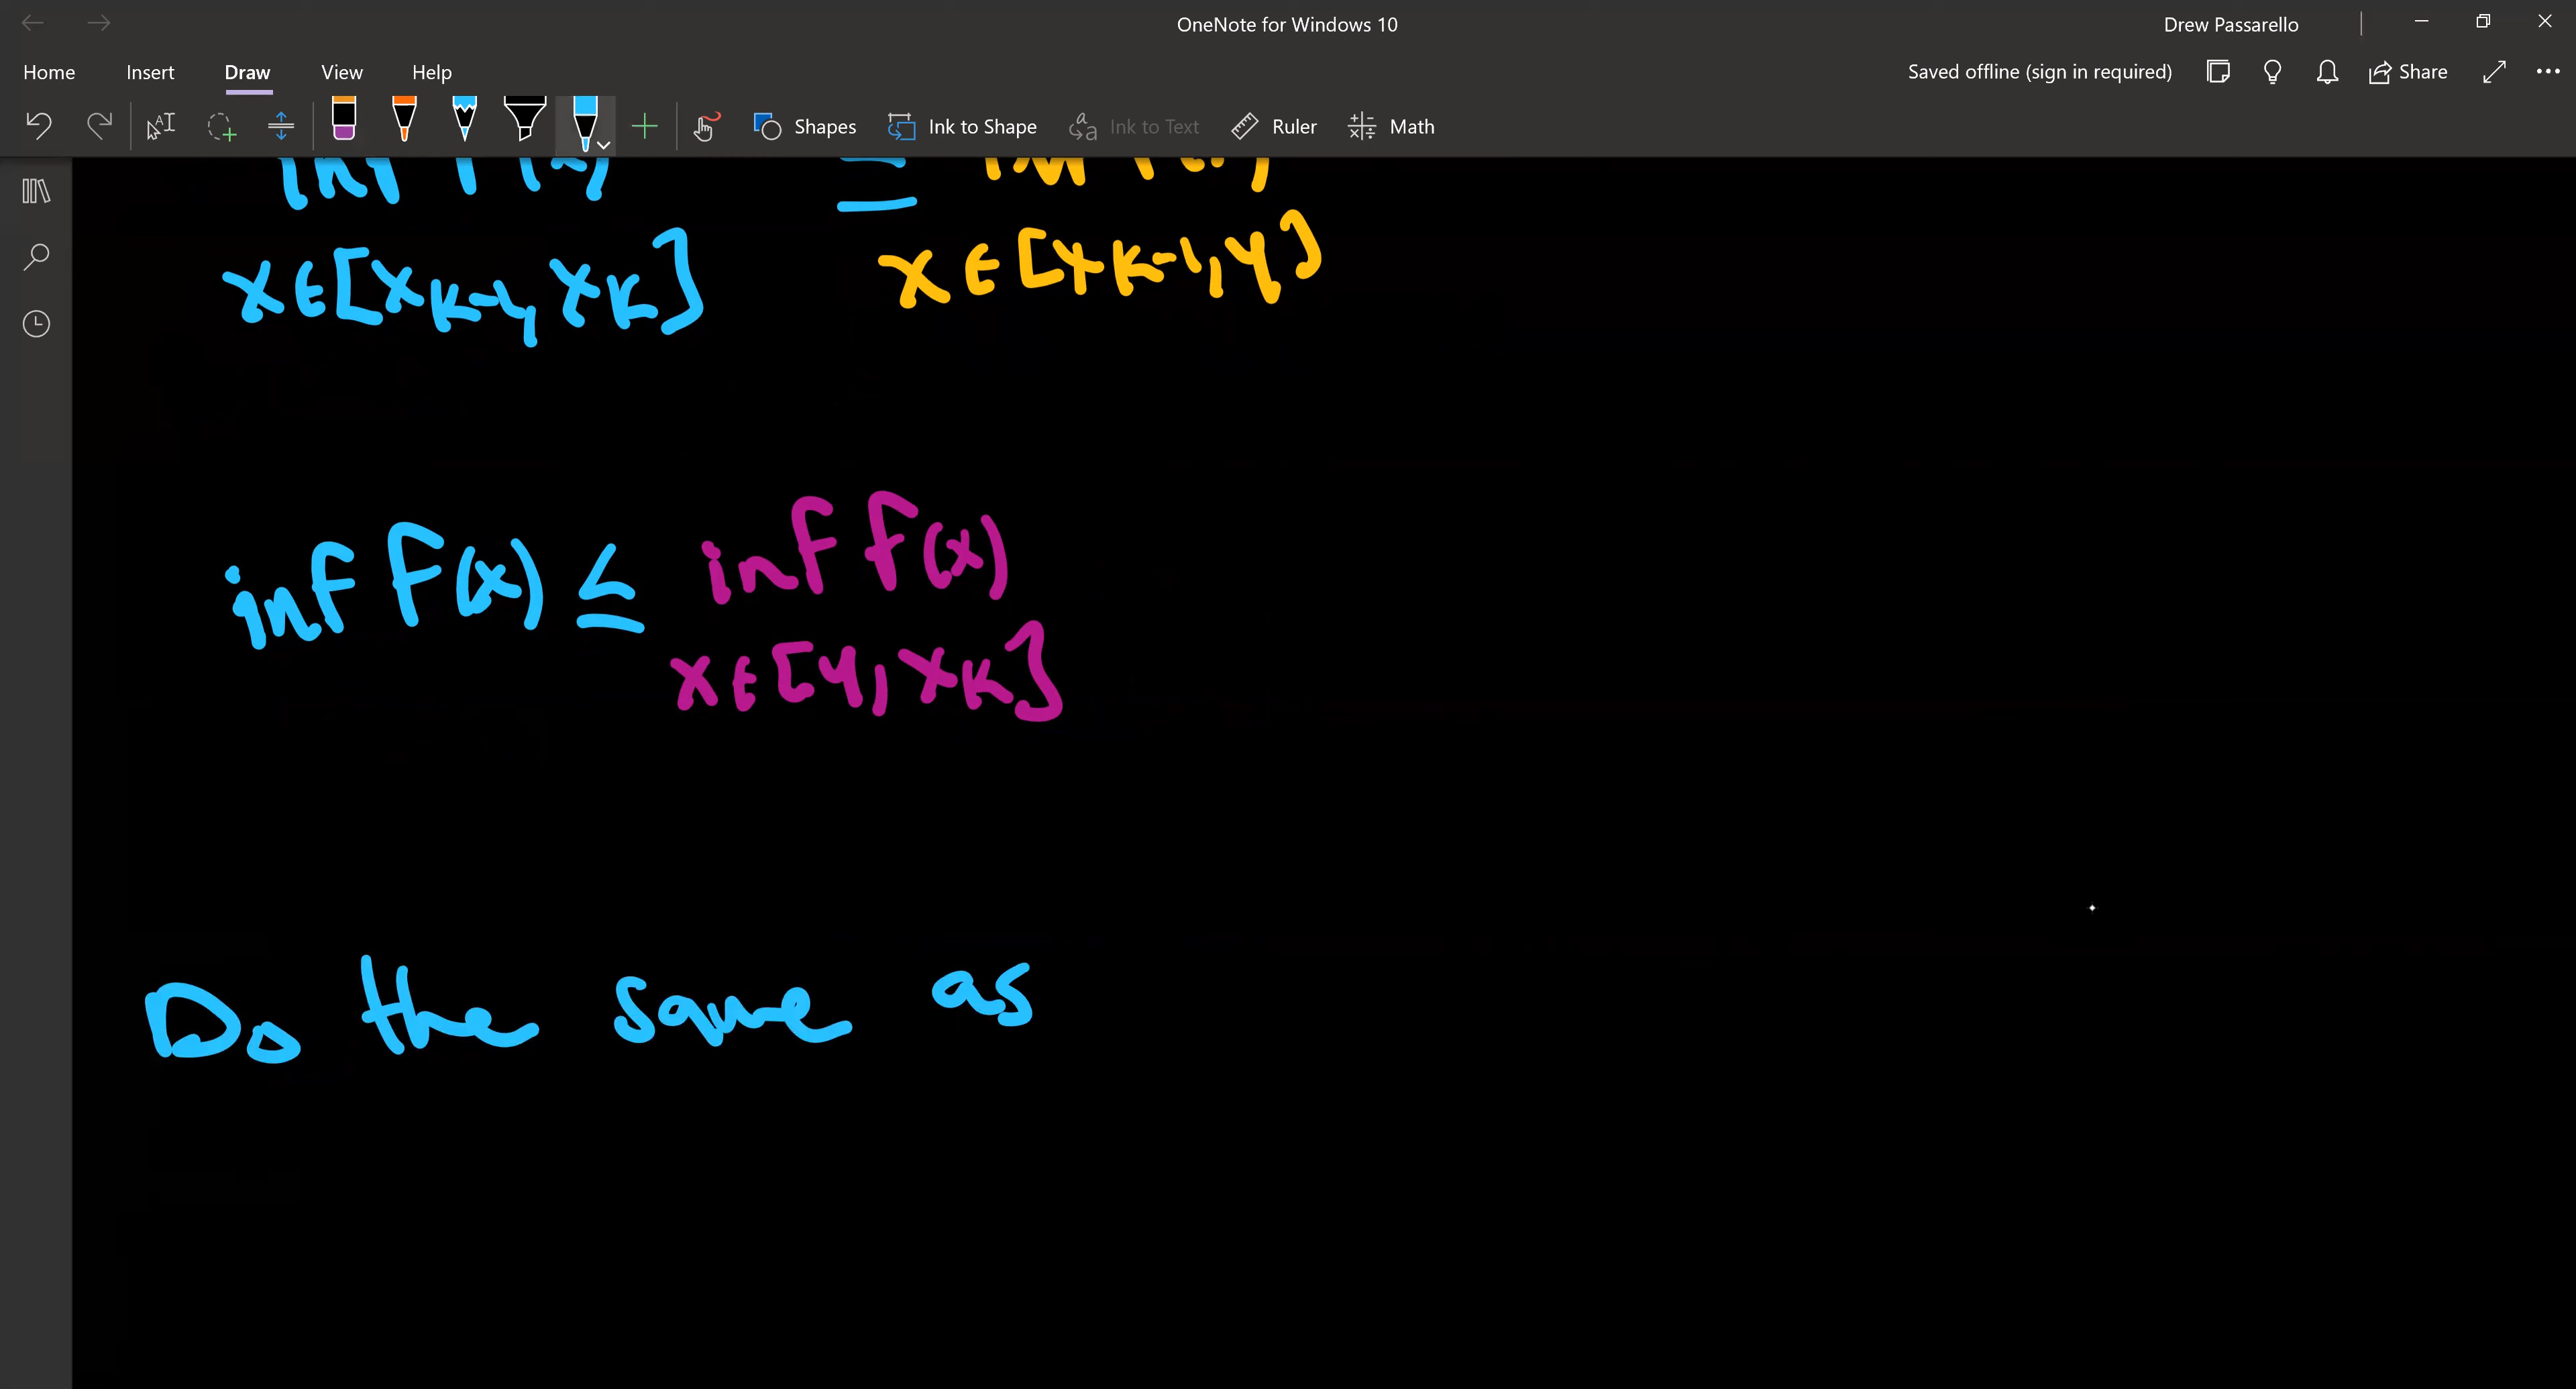 OneNote for Windows 10 Drew Passarello
Home Insert Draw View Help Saved offline (sign in required) Share
Shapes Ink to Shape Ink to Text Ruler Math
inf f(x) ≤ inf f(x)
x∈[xK-1, xK] x∈[xK-1, y]
inf f(x) ≤ inf f(x)
x∈[y, xK]
Do the same as